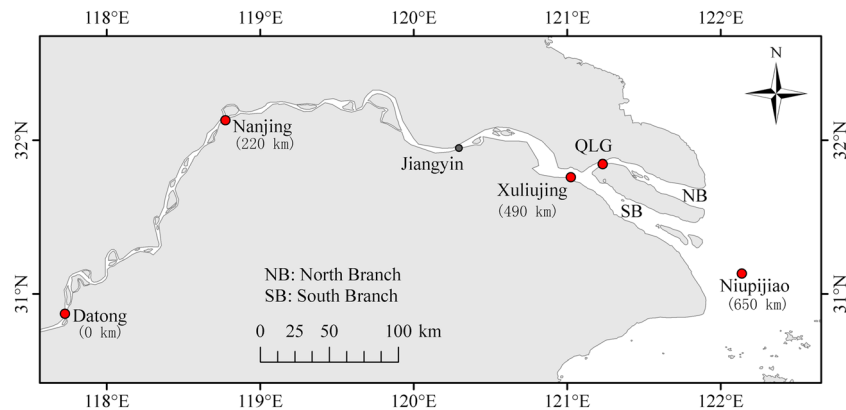 118°E 119°E 120°E 121°E 122°E
N
32°N
32°N
Nanjing
(220 km)
Jiangyin
QLG
Xuliujing
(490 km)
NB
SB
31°N
31°N
NB: North Branch
SB: South Branch
Niupijiao
(650 km)
Datong
(0 km)
0 25 50 100 km
118°E 119°E 120°E 121°E 122°E